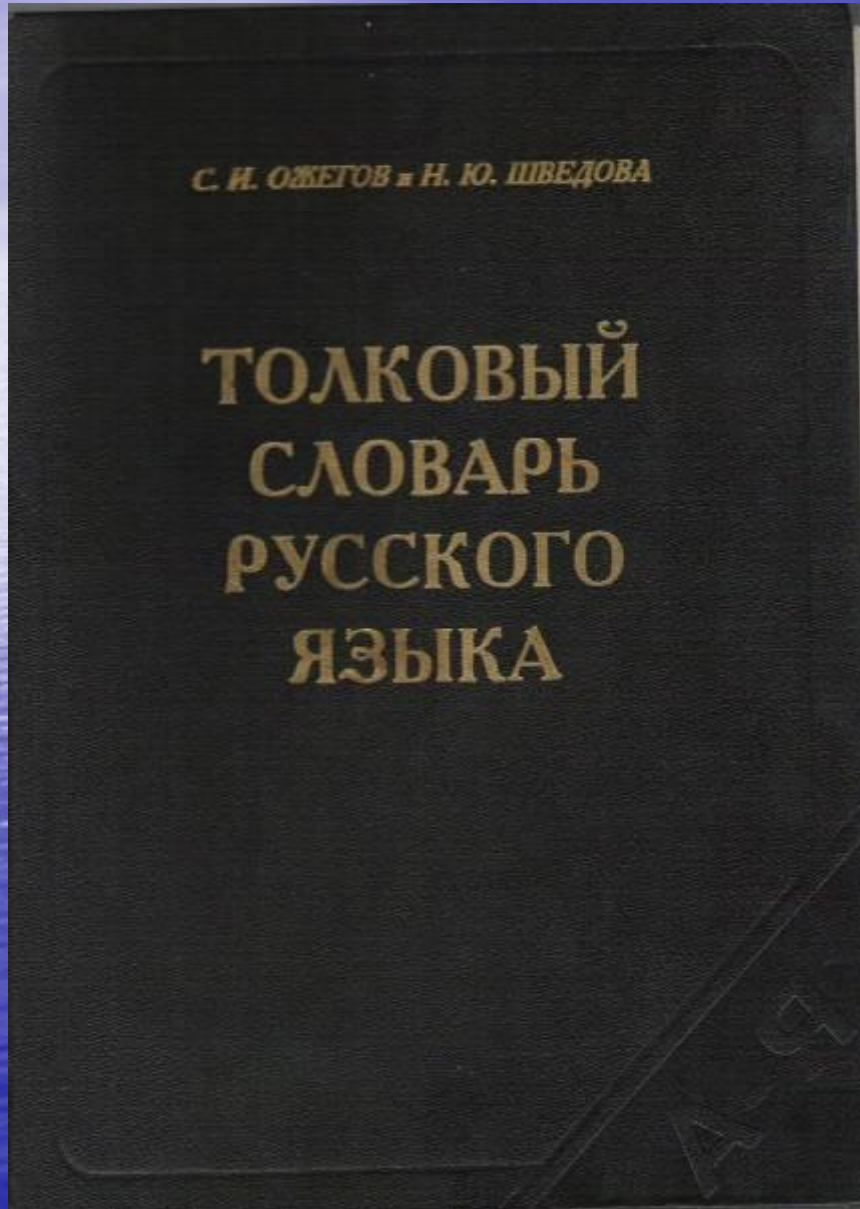 С. И. ОЖЕГОВ и Н. Ю. ШВЕДОВА
ТОЛКОВЫЙ
СЛОВАРЬ
РУССКОГО
ЯЗЫКА
А-Я